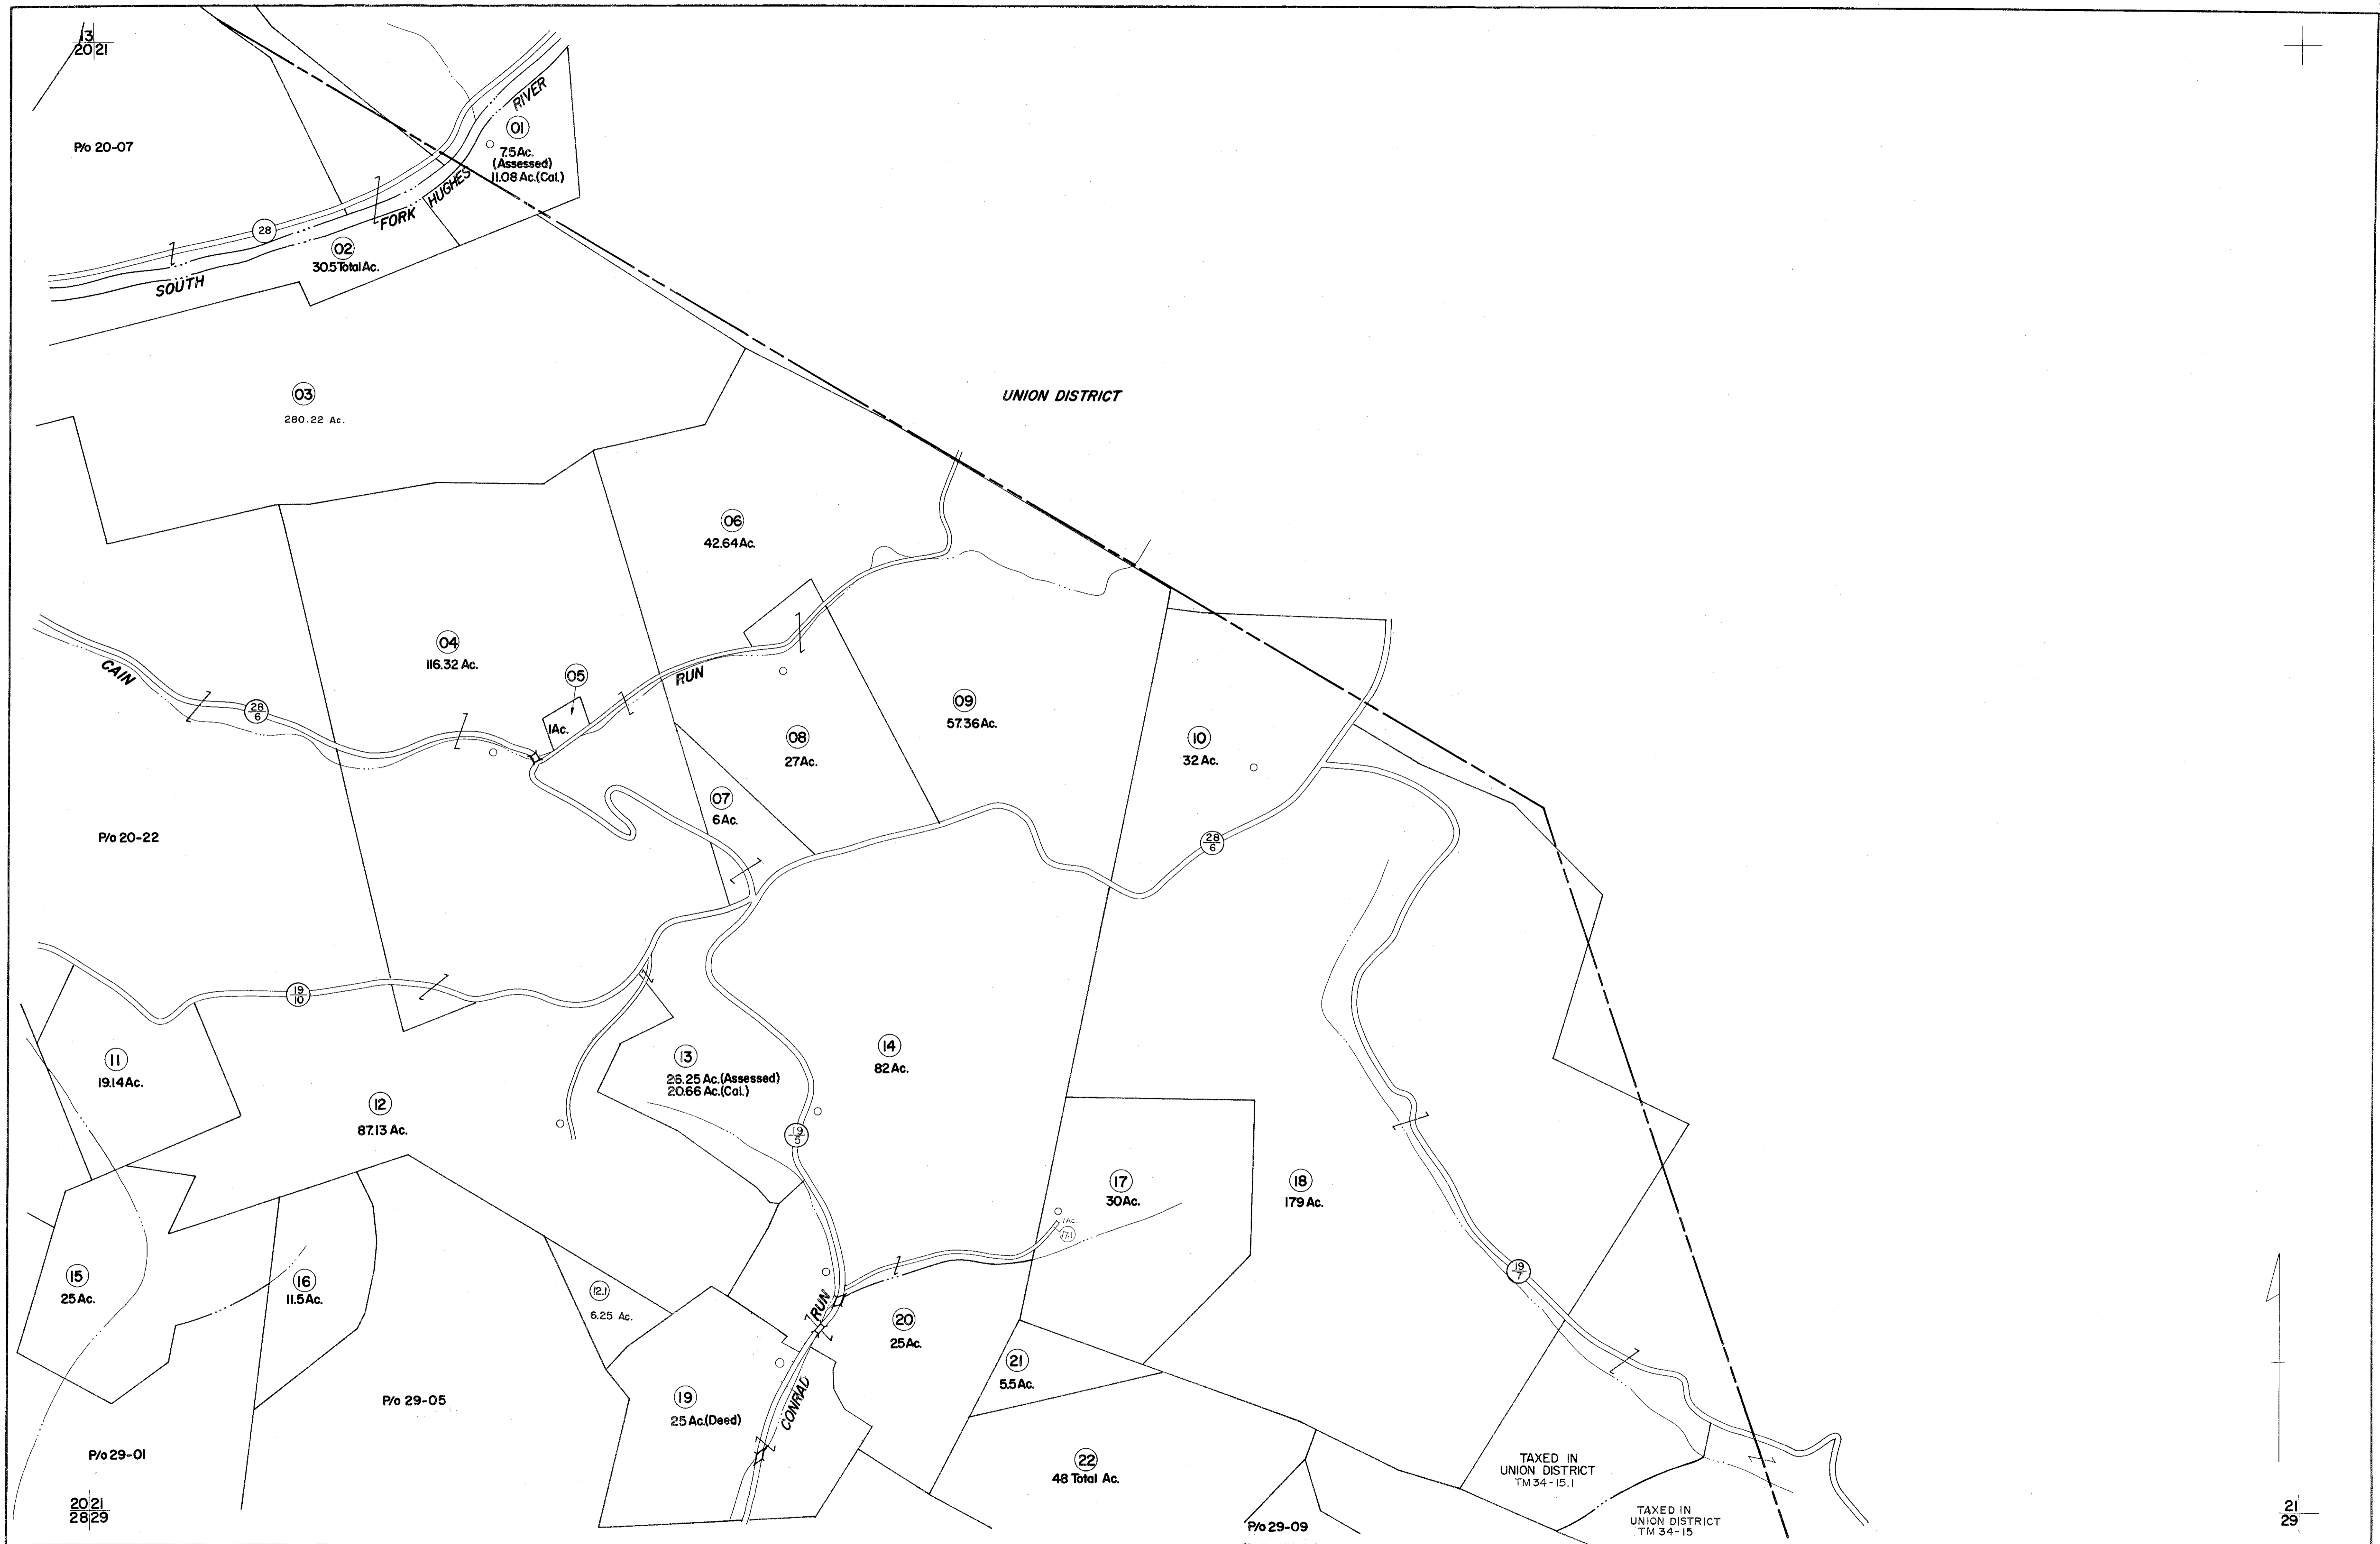 13
20 21
P/o 20-07
RIVER
01
7.5 Ac.
(Assessed)
11.08 Ac.(Cal.)
HUGHES
FORK
SOUTH
28
02
30.5 Total Ac.
03
280.22 Ac.
UNION DISTRICT
06
42.64 Ac.
04
116.32 Ac.
05
1Ac.
CAIN
RUN
28
6
09
57.36 Ac.
08
27Ac.
10
32 Ac.
07
6 Ac.
28
6
P/o 20-22
19
10
11
19.14 Ac.
12
87.13 Ac.
13
26.25 Ac.(Assessed)
20.66 Ac.(Cal.)
14
82 Ac.
19
5
17
30 Ac.
1Ac.
17.1
18
179 Ac.
15
25 Ac.
16
11.5 Ac.
12.1
6.25 Ac.
19
7
RUN
CONRAD
20
25 Ac.
21
5.5 Ac.
19
25 Ac.(Deed)
P/o 29-05
P/o 29-01
22
48 Total Ac.
TAXED IN
UNION DISTRICT
TM 34-15.1
TAXED IN
UNION DISTRICT
TM 34-15
P/o 29-09
20 21
28 29
21
29